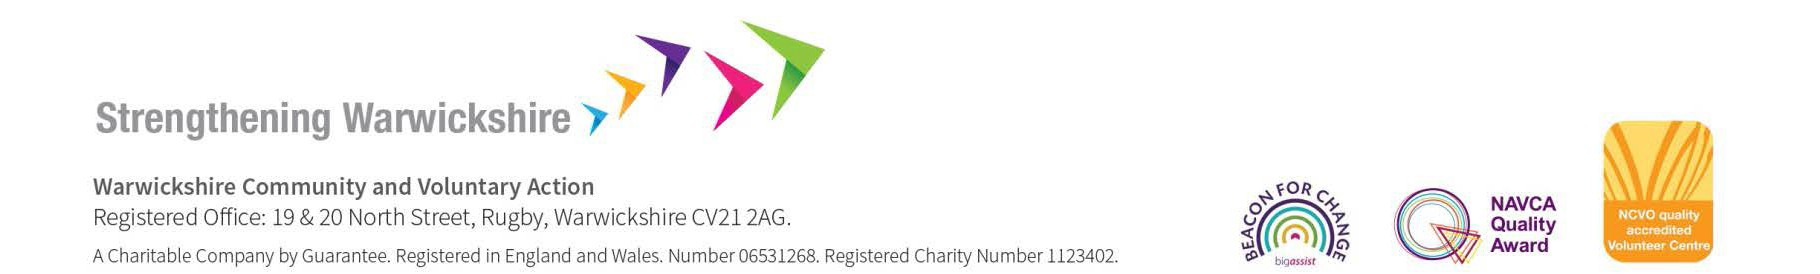 Strengthening Warwickshire
Warwickshire Community and Voluntary Action
Registered Office: 19 & 20 North Street, Rugby, Warwickshire CV21 2AG.
A Charitable Company by Guarantee. Registered in England and Wales. Number 06531268. Registered Charity Number 1123402.
BEACON FOR CHANGE
bigassist
NAVCA
Quality
Award
NCVO quality
accredited
Volunteer Centre